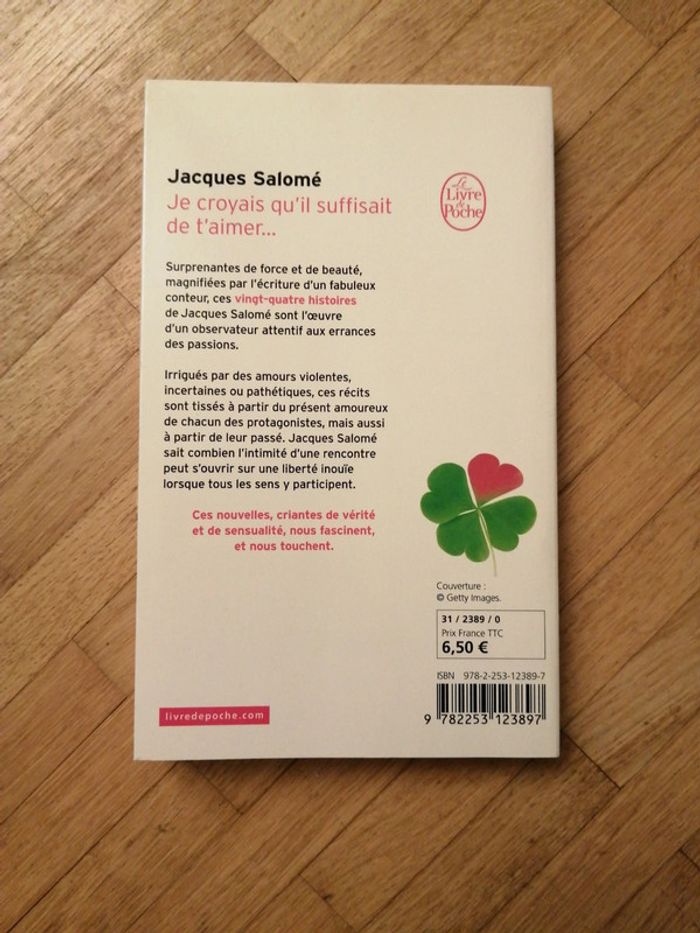 Jacques Salomé
Je croyais qu'il suffisait
de t'aimer...
Le
Livre
de
Poche
Surprenantes de force et de beauté,
magnifiées par l'écriture d'un fabuleux
conteur, ces vingt-quatre histoires
de Jacques Salomé sont l'œuvre
d'un observateur attentif aux errances
des passions.
Irrigués par des amours violentes,
incertaines ou pathétiques, ces récits
sont tissés à partir du présent amoureux
de chacun des protagonistes, mais aussi
à partir de leur passé. Jacques Salomé
sait combien l'intimité d'une rencontre
peut s'ouvrir sur une liberté inouïe
lorsque tous les sens y participent.
Ces nouvelles, criantes de vérité
et de sensualité, nous fascinent,
et nous touchent.
Couverture :
© Getty Images.
31 / 2389 / 0
Prix France TTC
6,50 €
ISBN 978-2-253-12389-7
9 782253 123897
livredepoche.com